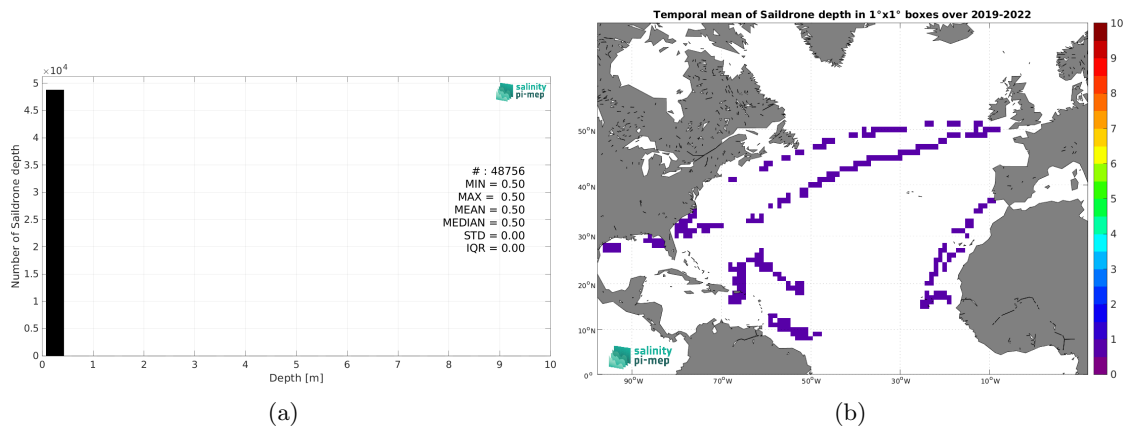 ×10⁴
5
4.5
4
3.5
3
2.5
2
1.5
1
0.5
0
Number of Saildrone depth
salinity
pi-mep
# : 48756
MIN = 0.50
MAX = 0.50
MEAN = 0.50
MEDIAN = 0.50
STD = 0.00
IQR = 0.00
0 1 2 3 4 5 6 7 8 9 10
Depth [m]
(a)
Temporal mean of Saildrone depth in 1°x1° boxes over 2019-2022
50°N
40°N
30°N
20°N
10°N
0°
salinity
pi-mep
90°W 70°W 50°W 30°W 10°W
10
9
8
7
6
5
4
3
2
1
0
(b)